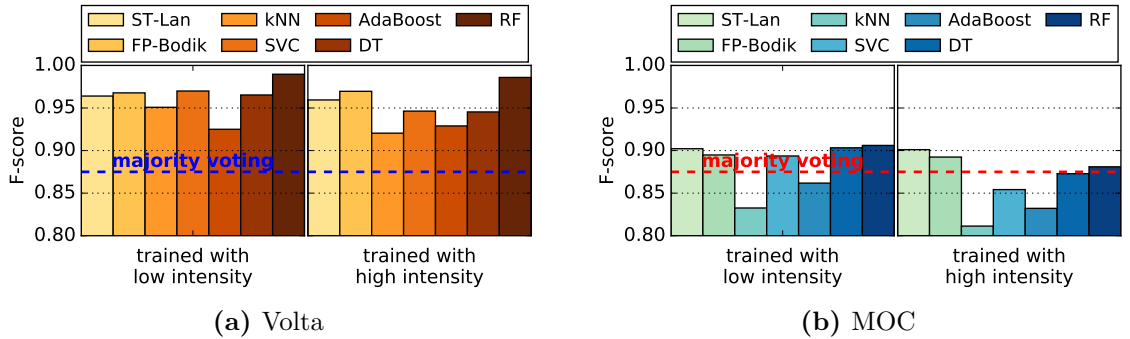 ST-Lan kNN AdaBoost RF
FP-Bodik SVC DT
1.00
0.95
0.90
0.85
0.80
F-score
majority voting
trained with
low intensity
trained with
high intensity
(a) Volta
ST-Lan kNN AdaBoost RF
FP-Bodik SVC DT
1.00
0.95
0.90
0.85
0.80
F-score
majority voting
trained with
low intensity
trained with
high intensity
(b) MOC